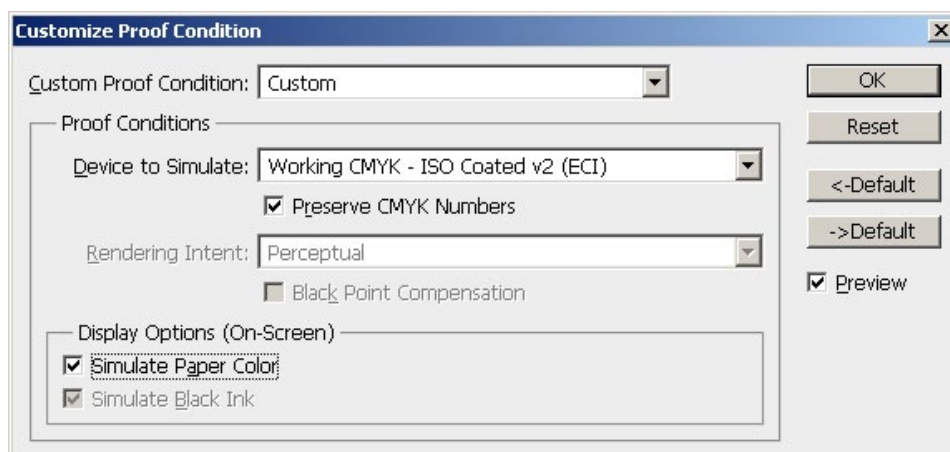 Customize Proof Condition
Custom Proof Condition: Custom
OK
Proof Conditions
Reset
Device to Simulate: Working CMYK - ISO Coated v2 (ECI)
<-Default
Preserve CMYK Numbers
->Default
Rendering Intent: Perceptual
Preview
Black Point Compensation
Display Options (On-Screen)
Simulate Paper Color
Simulate Black Ink